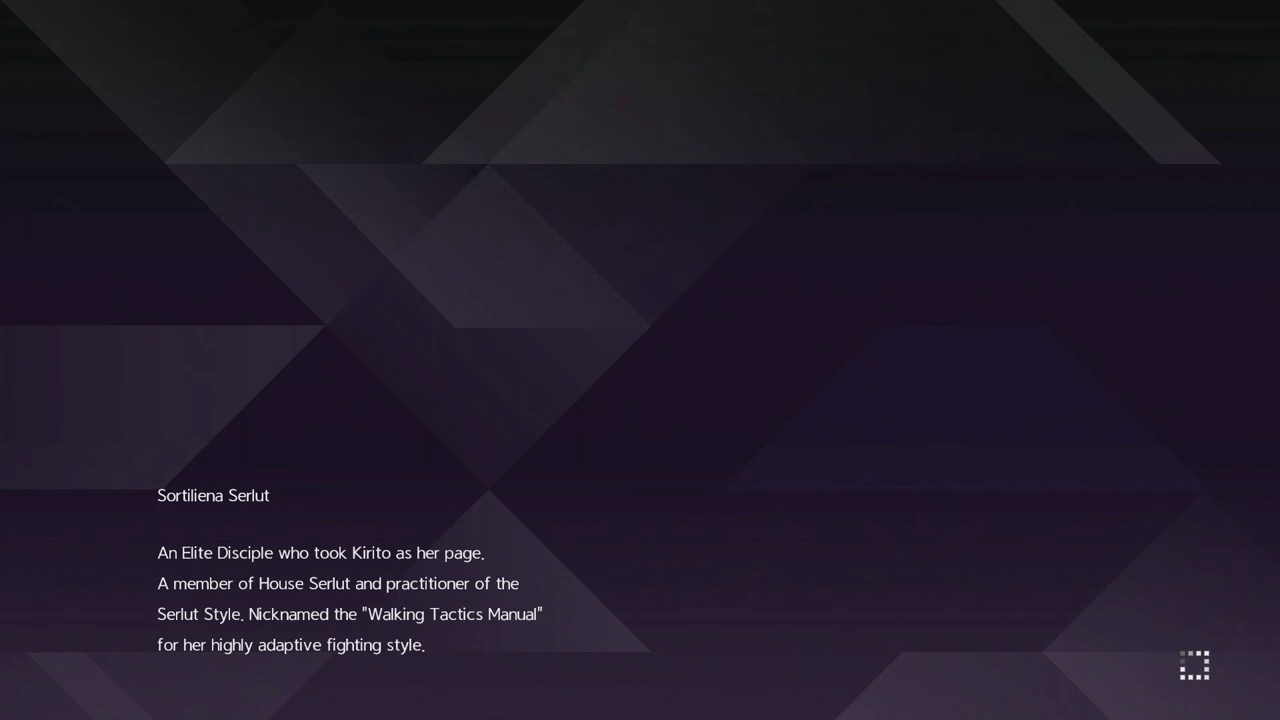 Sortiliena Serlut
An Elite Disciple who took Kirito as her page.
A member of House Serlut and practitioner of the
Serlut Style. Nicknamed the "Walking Tactics Manual"
for her highly adaptive fighting style.